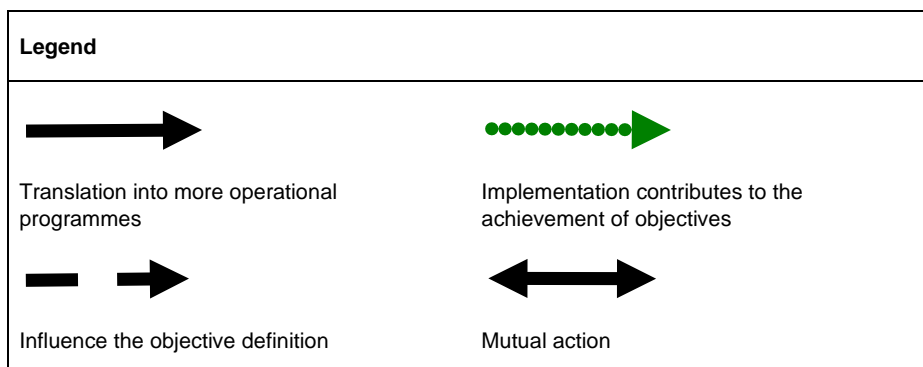 Legend
Translation into more operational
programmes
Implementation contributes to the
achievement of objectives
Influence the objective definition
Mutual action